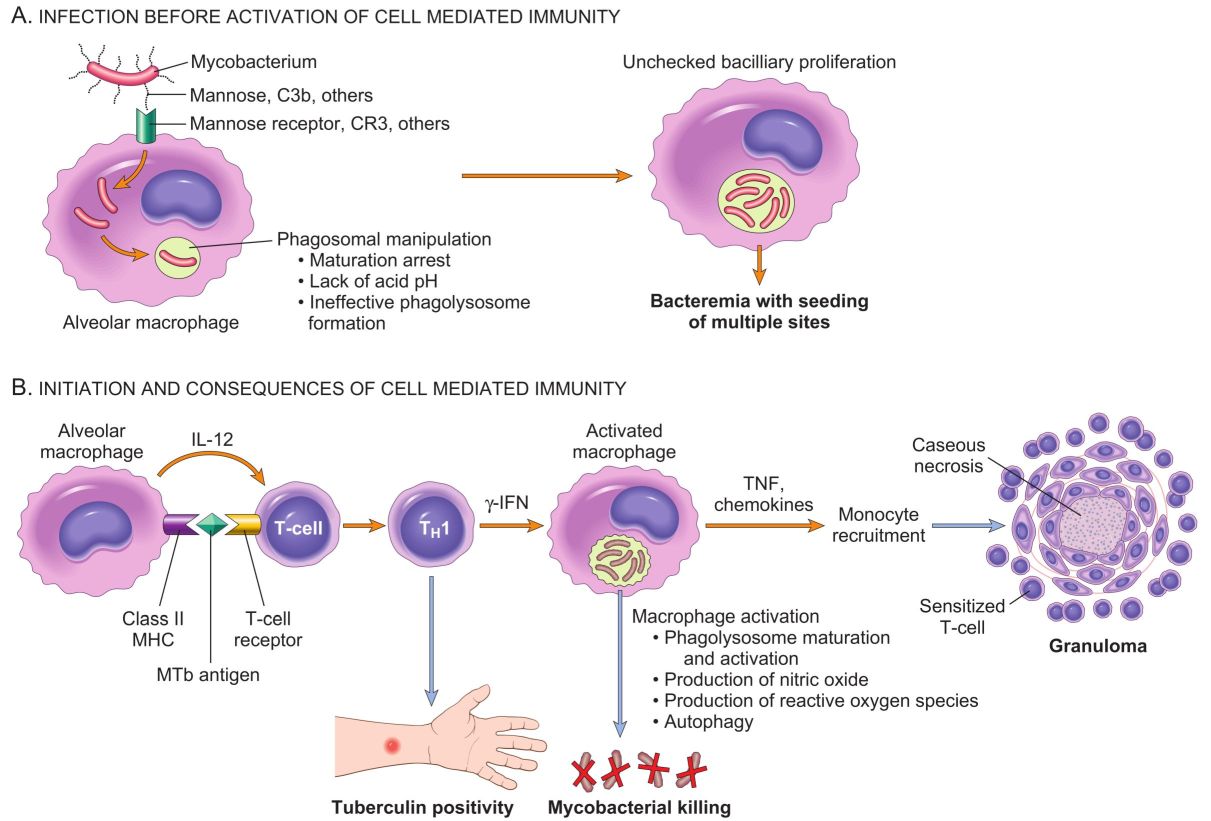 A. INFECTION BEFORE ACTIVATION OF CELL MEDIATED IMMUNITY
Mycobacterium
Mannose, C3b, others
Mannose receptor, CR3, others
Alveolar macrophage
Phagosomal manipulation
• Maturation arrest
• Lack of acid pH
• Ineffective phagolysosome
formation
Unchecked bacilliary proliferation
Bacteremia with seeding
of multiple sites
B. INITIATION AND CONSEQUENCES OF CELL MEDIATED IMMUNITY
Alveolar
macrophage
IL-12
T-cell
Class II
MHC
MTb antigen
T-cell
receptor
TH1
γ-IFN
Activated
macrophage
TNF,
chemokines
Monocyte
recruitment
Caseous
necrosis
Sensitized
T-cell
Granuloma
Macrophage activation
• Phagolysosome maturation
and activation
• Production of nitric oxide
• Production of reactive oxygen species
• Autophagy
Tuberculin positivity
Mycobacterial killing